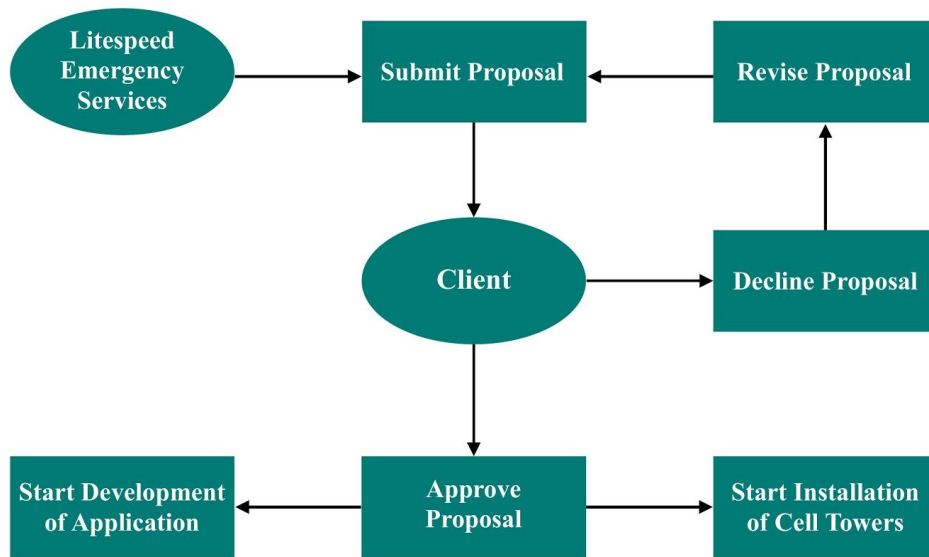 Litespeed
Emergency
Services
Submit Proposal
Revise Proposal
Client
Decline Proposal
Start Development
of Application
Approve
Proposal
Start Installation
of Cell Towers